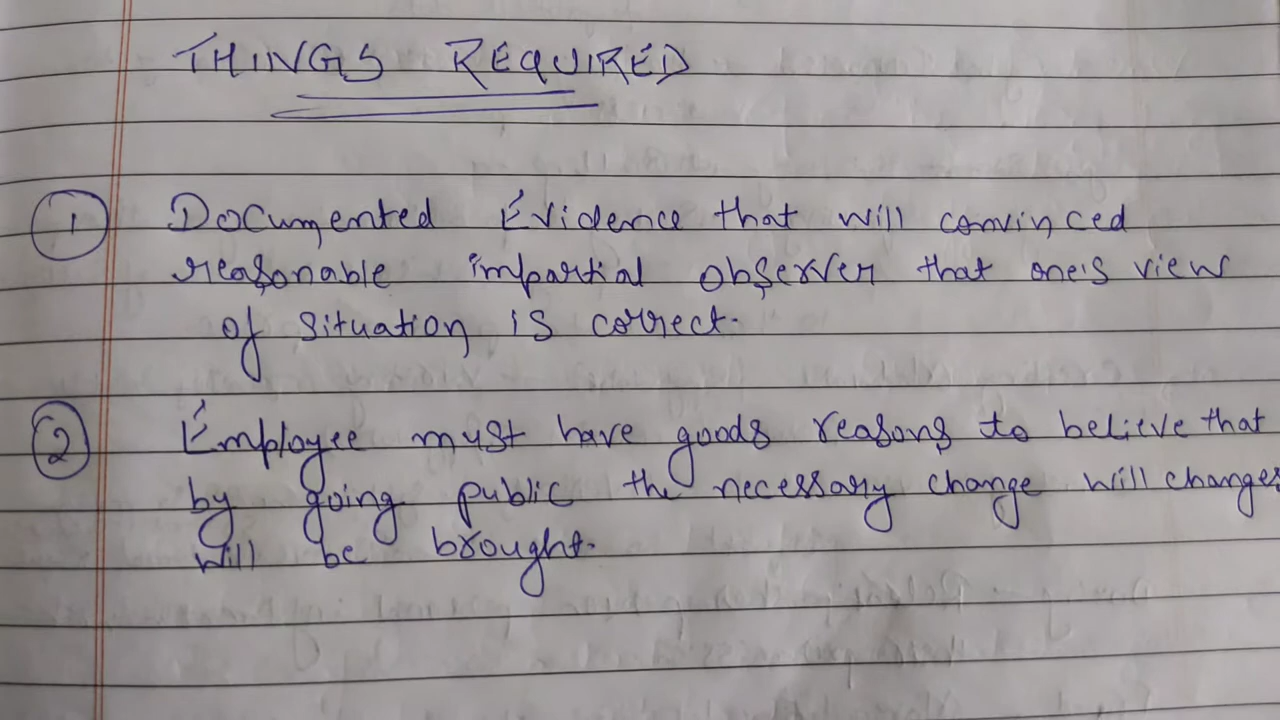 THINGS REQUIRED
1 Documented Evidence that will convinced
reasonable impartial observer that one's view
of situation is correct.
2 Employee must have goods reasons to believe that
by going public the necessary change will changes
will be brought.